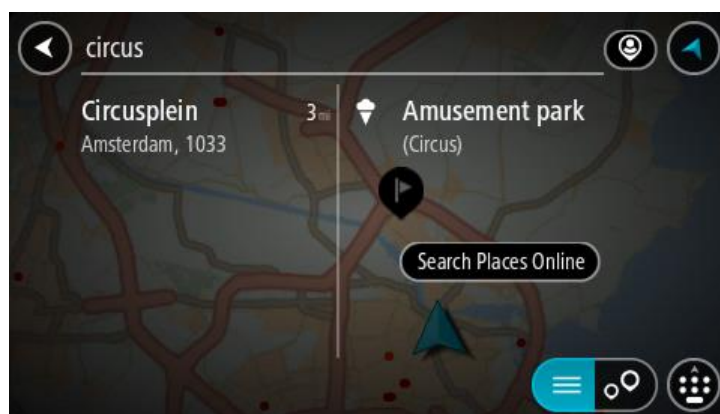 circus
Circusplein 3 mi
Amsterdam, 1033
Amusement park
(Circus)
Search Places Online